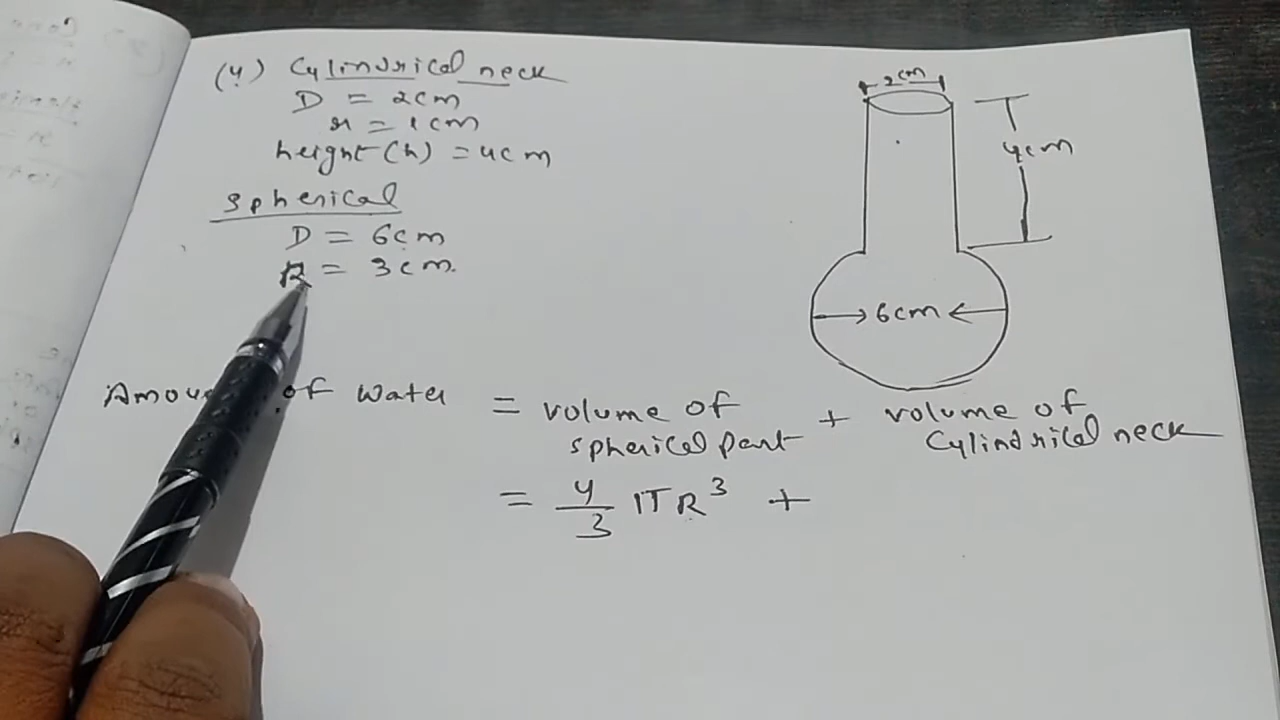 (4) Cylindrical neck
D = 2cm
r = 1cm
height(h) = 4cm
Spherical
D = 6cm
R = 3cm.
2cm
4cm
6cm
of Water = volume of spherical part + volume of Cylindrical neck
= 4/3 πR³ +